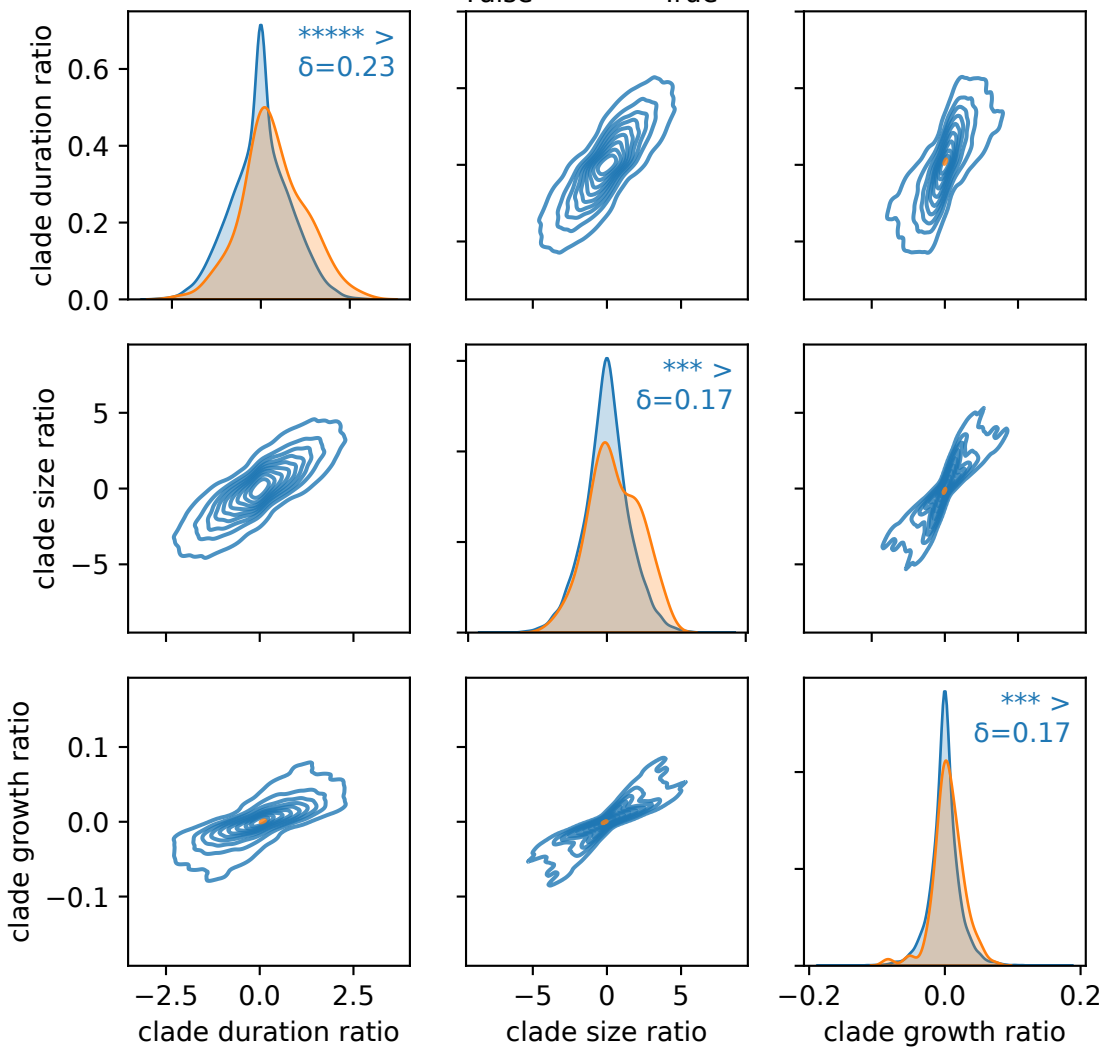 clade duration ratio
0.6
0.4
0.2
0.0
***** >
δ=0.23
clade size ratio
5
0
−5
*** >
δ=0.17
clade growth ratio
0.1
0.0
−0.1
*** >
δ=0.17
−2.5 0.0 2.5
−5 0 5
−0.2 0.0 0.2
clade duration ratio
clade size ratio
clade growth ratio